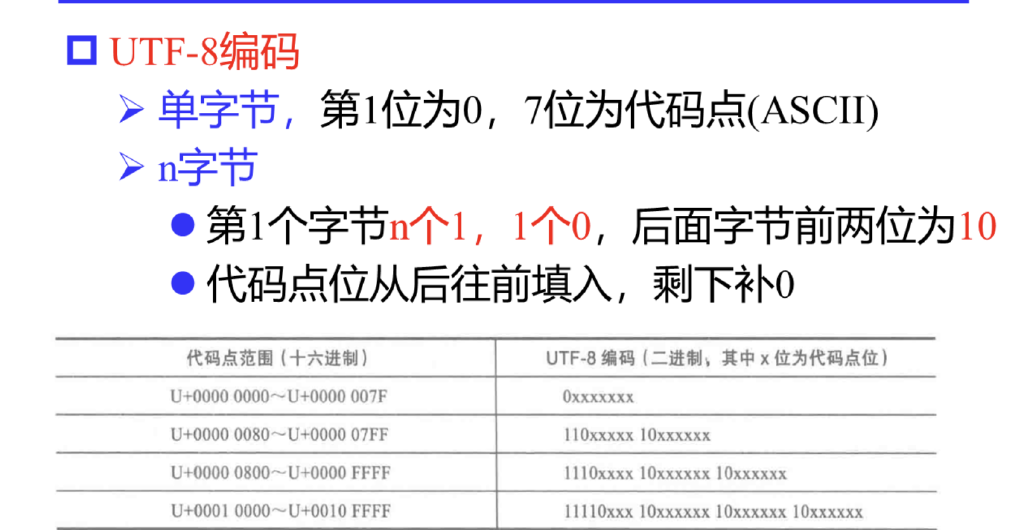 UTF-8编码
单字节，第1位为0，7位为代码点(ASCII)
n字节
第1个字节n个1，1个0，后面字节前两位为10
代码点位从后往前填入，剩下补0
代码点范围（十六进制） UTF-8 编码（二进制，其中 x 位为代码点位）
U+0000 0000～U+0000 007F 0xxxxxxx
U+0000 0080～U+0000 07FF 110xxxxx 10xxxxxx
U+0000 0800～U+0000 FFFF 1110xxxx 10xxxxxx 10xxxxxx
U+0001 0000～U+0010 FFFF 11110xxx 10xxxxxx 10xxxxxx 10xxxxxx